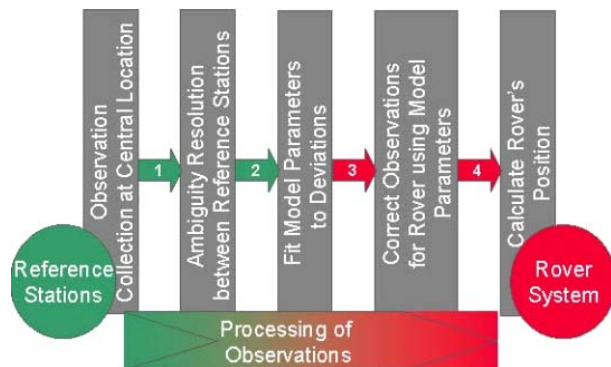 Observation
Collection at Central Location
1
Ambiguity Resolution
between Reference Stations
2
Fit Model Parameters
to Deviations
3
Correct Observations
for Rover using Model
Parameters
4
Calculate Rover's
Position
Reference
Stations
Rover
System
Processing of
Observations